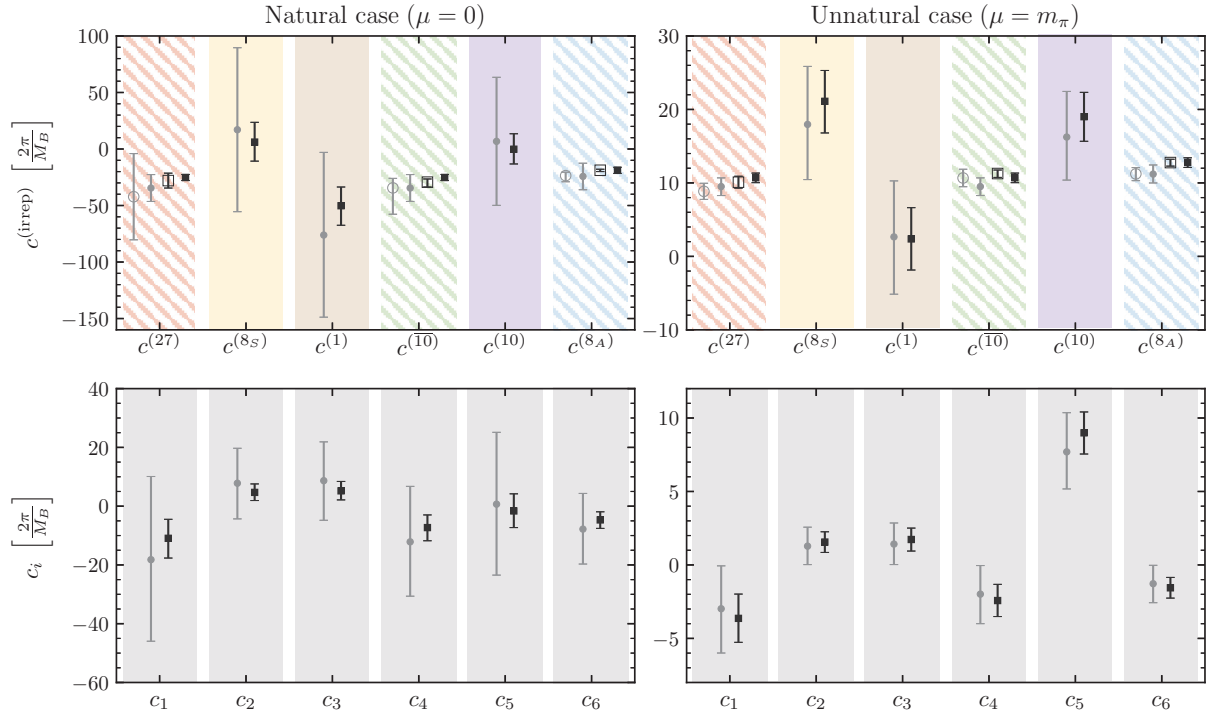 Natural case (μ = 0)
Unnatural case (μ = m_π)
c^(irrep) [2π/M_B]
100
50
0
−50
−100
−150
c^(27) c^(8_S) c^(1) c^(10̅) c^(10) c^(8_A)
30
20
10
0
−10
c^(27) c^(8_S) c^(1) c^(10̅) c^(10) c^(8_A)
c_i [2π/M_B]
40
20
0
−20
−40
−60
c_1 c_2 c_3 c_4 c_5 c_6
10
5
0
−5
c_1 c_2 c_3 c_4 c_5 c_6